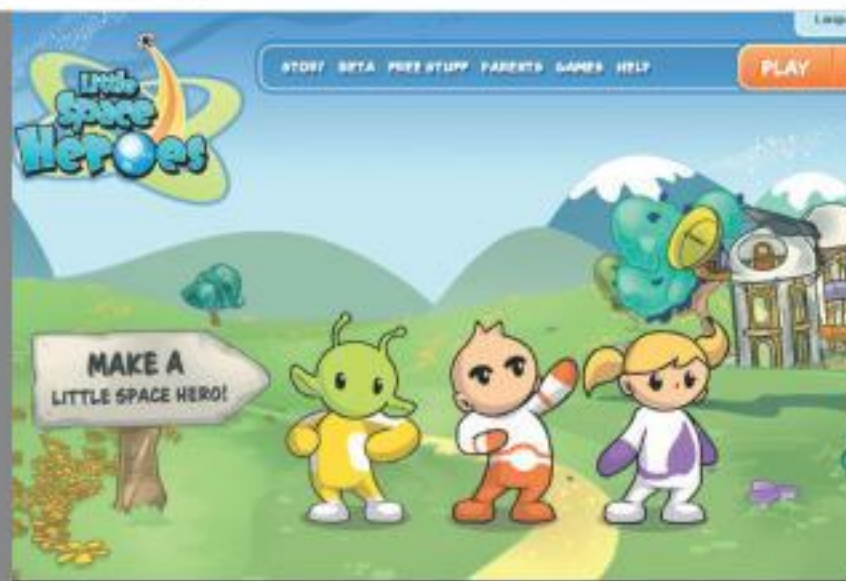 Little
Space
Heroes
STORY BETA FREE STUFF PARENTS GAMES HELP
PLAY
MAKE A
LITTLE SPACE HERO!